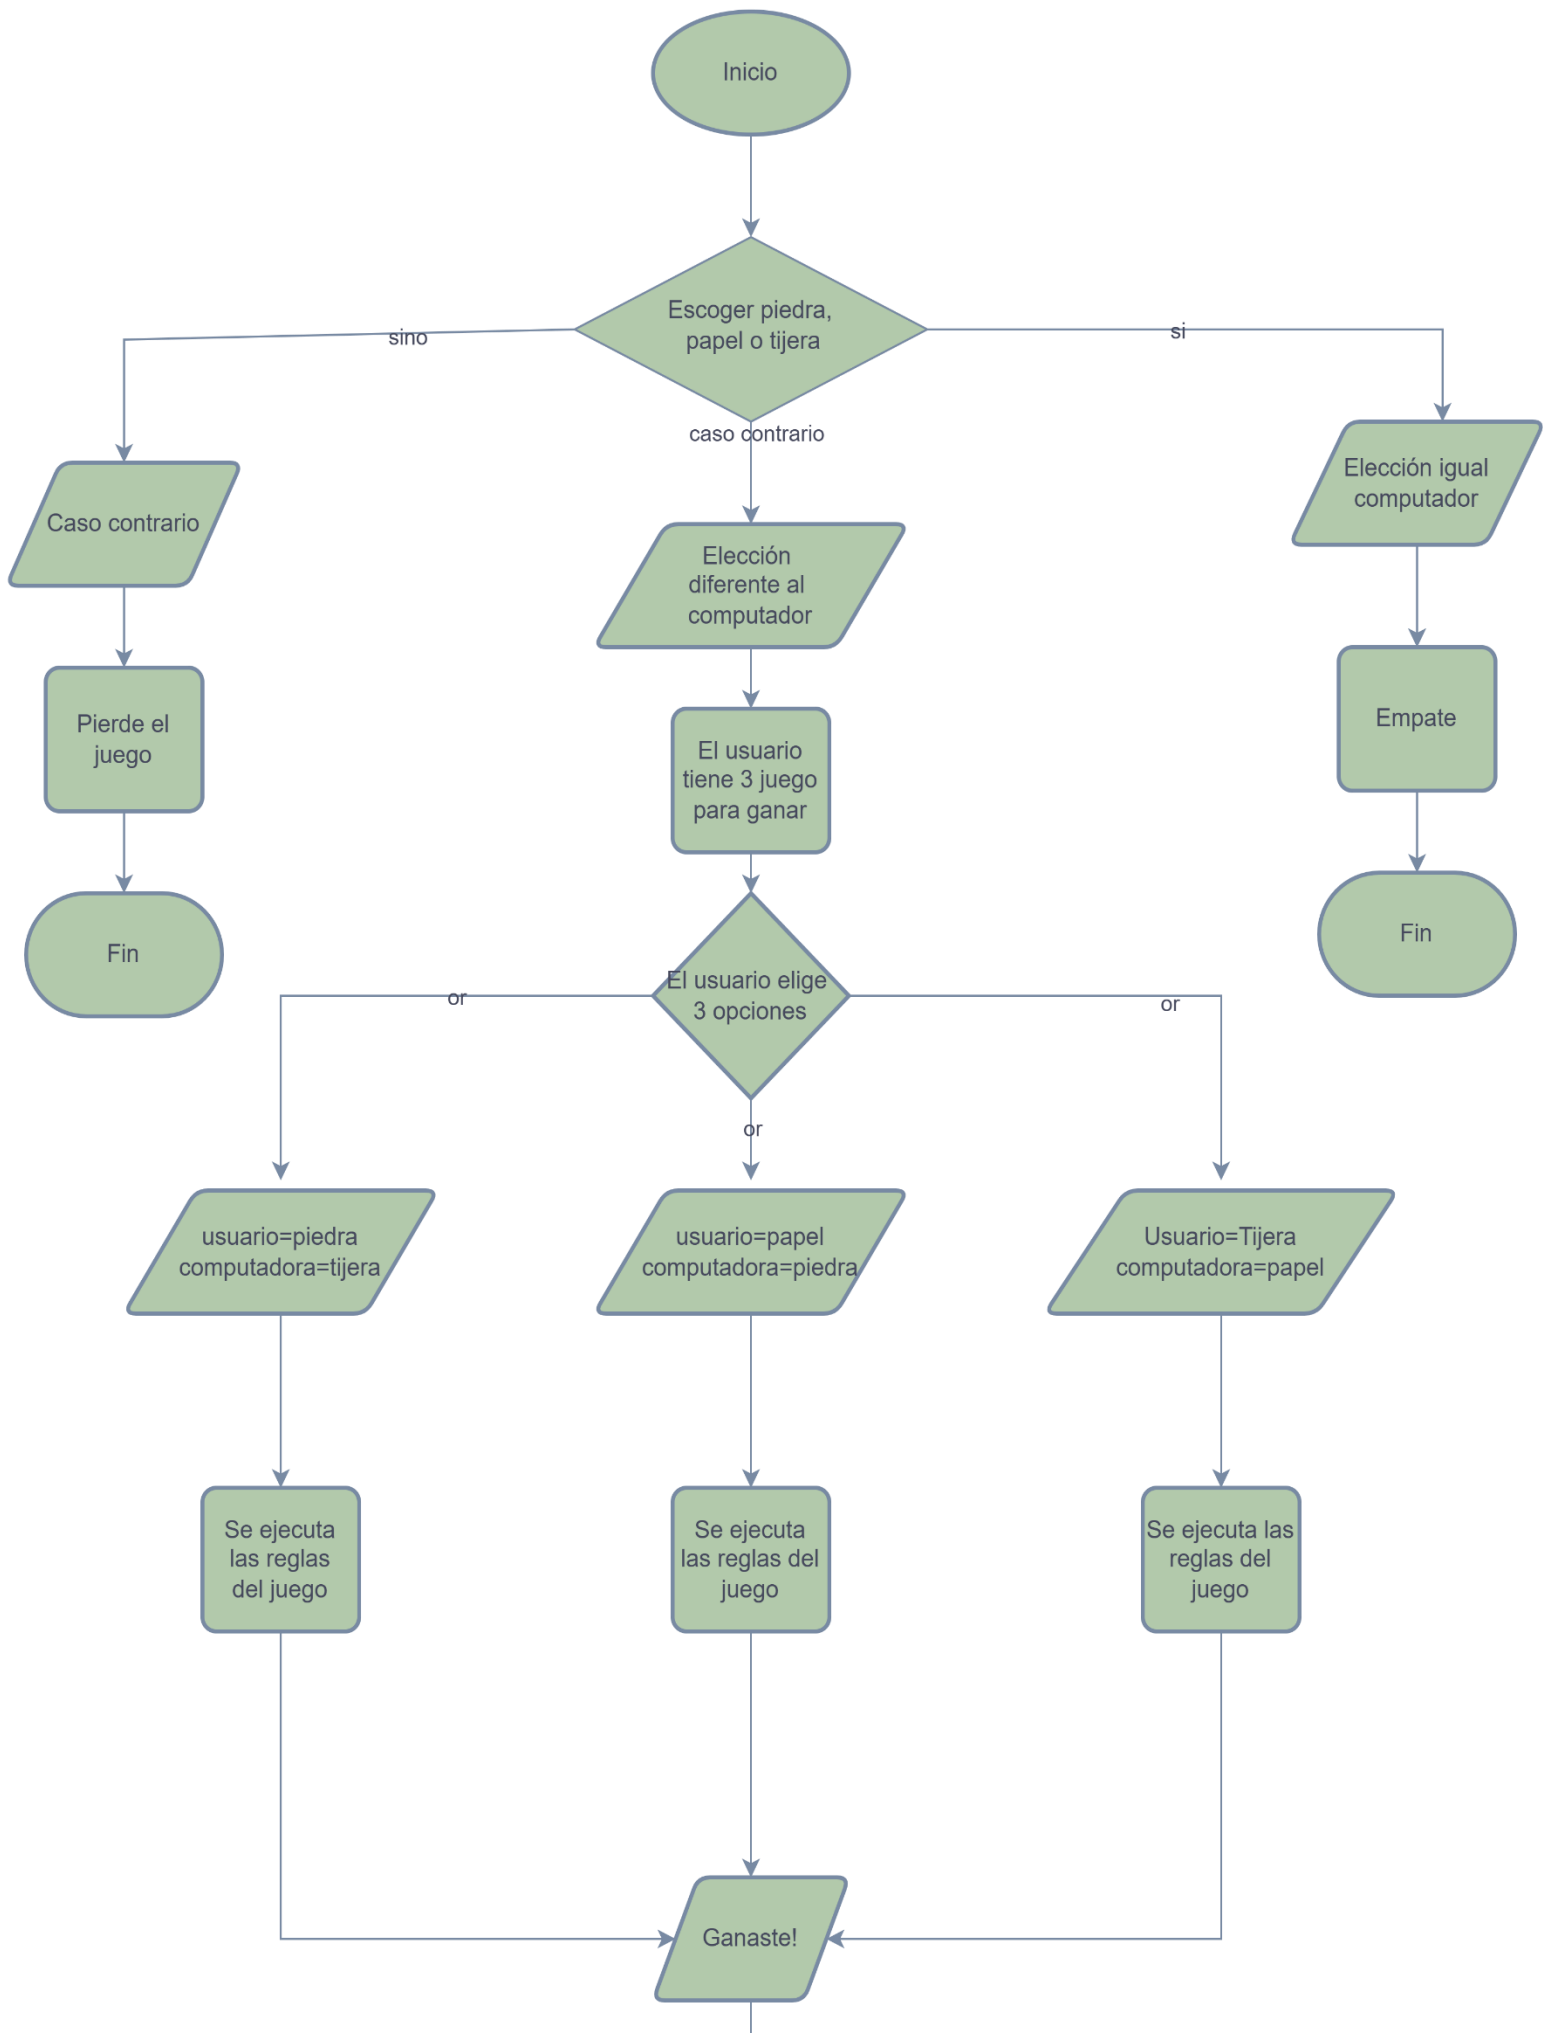 Inicio
Escoger piedra,
papel o tijera
sino
si
caso contrario
Caso contrario
Elección
diferente al
computador
Elección igual
computador
Pierde el
juego
El usuario
tiene 3 juego
para ganar
Empate
Fin
Fin
El usuario elige
3 opciones
or
or
or
usuario=piedra
computadora=tijera
usuario=papel
computadora=piedra
Usuario=Tijera
computadora=papel
Se ejecuta
las reglas
del juego
Se ejecuta
las reglas del
juego
Se ejecuta las
reglas del
juego
Ganaste!